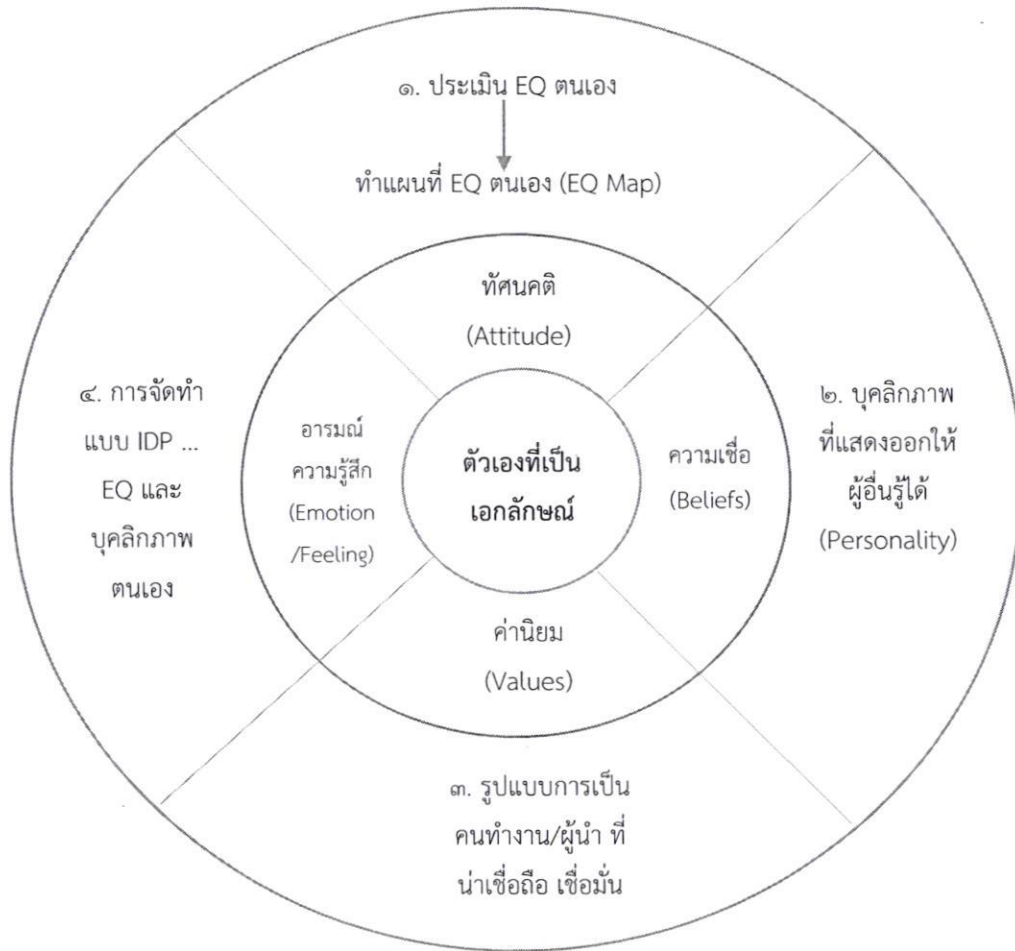 ๑. ประเมิน EQ ตนเอง
ทำแผนที่ EQ ตนเอง (EQ Map)
ทัศนคติ
(Attitude)
๔. การจัดทำ
แบบ IDP ...
EQ และ
บุคลิกภาพ
ตนเอง
อารมณ์
ความรู้สึก
(Emotion
/Feeling)
ตัวเองที่เป็น
เอกลักษณ์
ความเชื่อ
(Beliefs)
๒. บุคลิกภาพ
ที่แสดงออกให้
ผู้อื่นรู้ได้
(Personality)
ค่านิยม
(Values)
๓. รูปแบบการเป็น
คนทำงาน/ผู้นำ ที่
น่าเชื่อถือ เชื่อมั่น